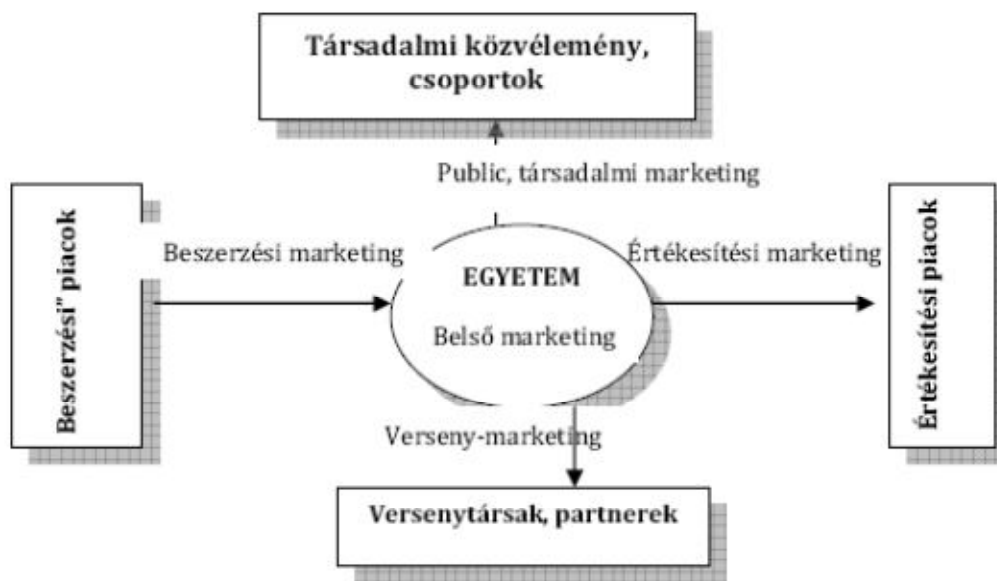 Társadalmi közvélemény,
csoportok
Public, társadalmi marketing
Beszerzési" piacok
Beszerzési marketing
EGYETEM
Belső marketing
Értékesítési marketing
Értékesítési piacok
Verseny-marketing
Versenytársak, partnerek